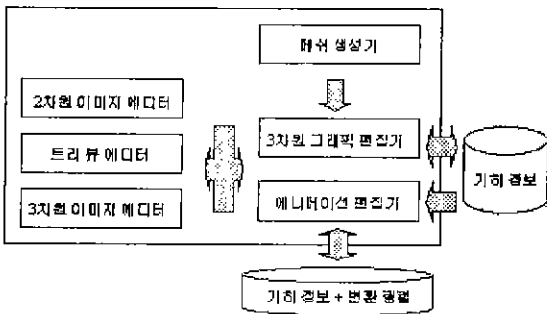 메쉬 생성기
2차원 이미지 에디터
트리 뷰 에디터
3차원 그래픽 편집기
3차원 이미지 에디터
에니메이션 편집기
기하 정보
기하 정보 + 변환 행렬